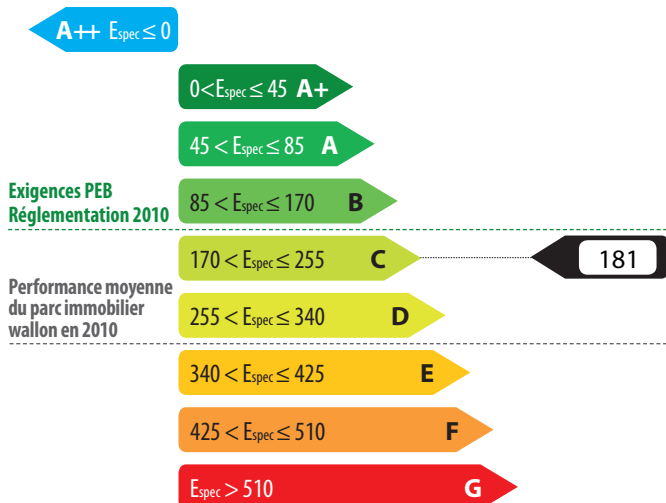 A++ Espec ≤ 0
0 < Espec ≤ 45 A+
45 < Espec ≤ 85 A
Exigences PEB
Réglementation 2010
85 < Espec ≤ 170 B
170 < Espec ≤ 255 C
181
Performance moyenne
du parc immobilier
wallon en 2010
255 < Espec ≤ 340 D
340 < Espec ≤ 425 E
425 < Espec ≤ 510 F
Espec > 510 G